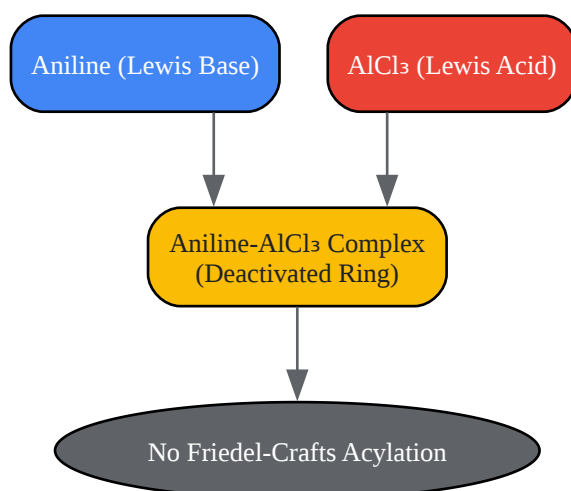 Aniline (Lewis Base)
AlCl₃ (Lewis Acid)
Aniline-AlCl₃ Complex
(Deactivated Ring)
No Friedel-Crafts Acylation